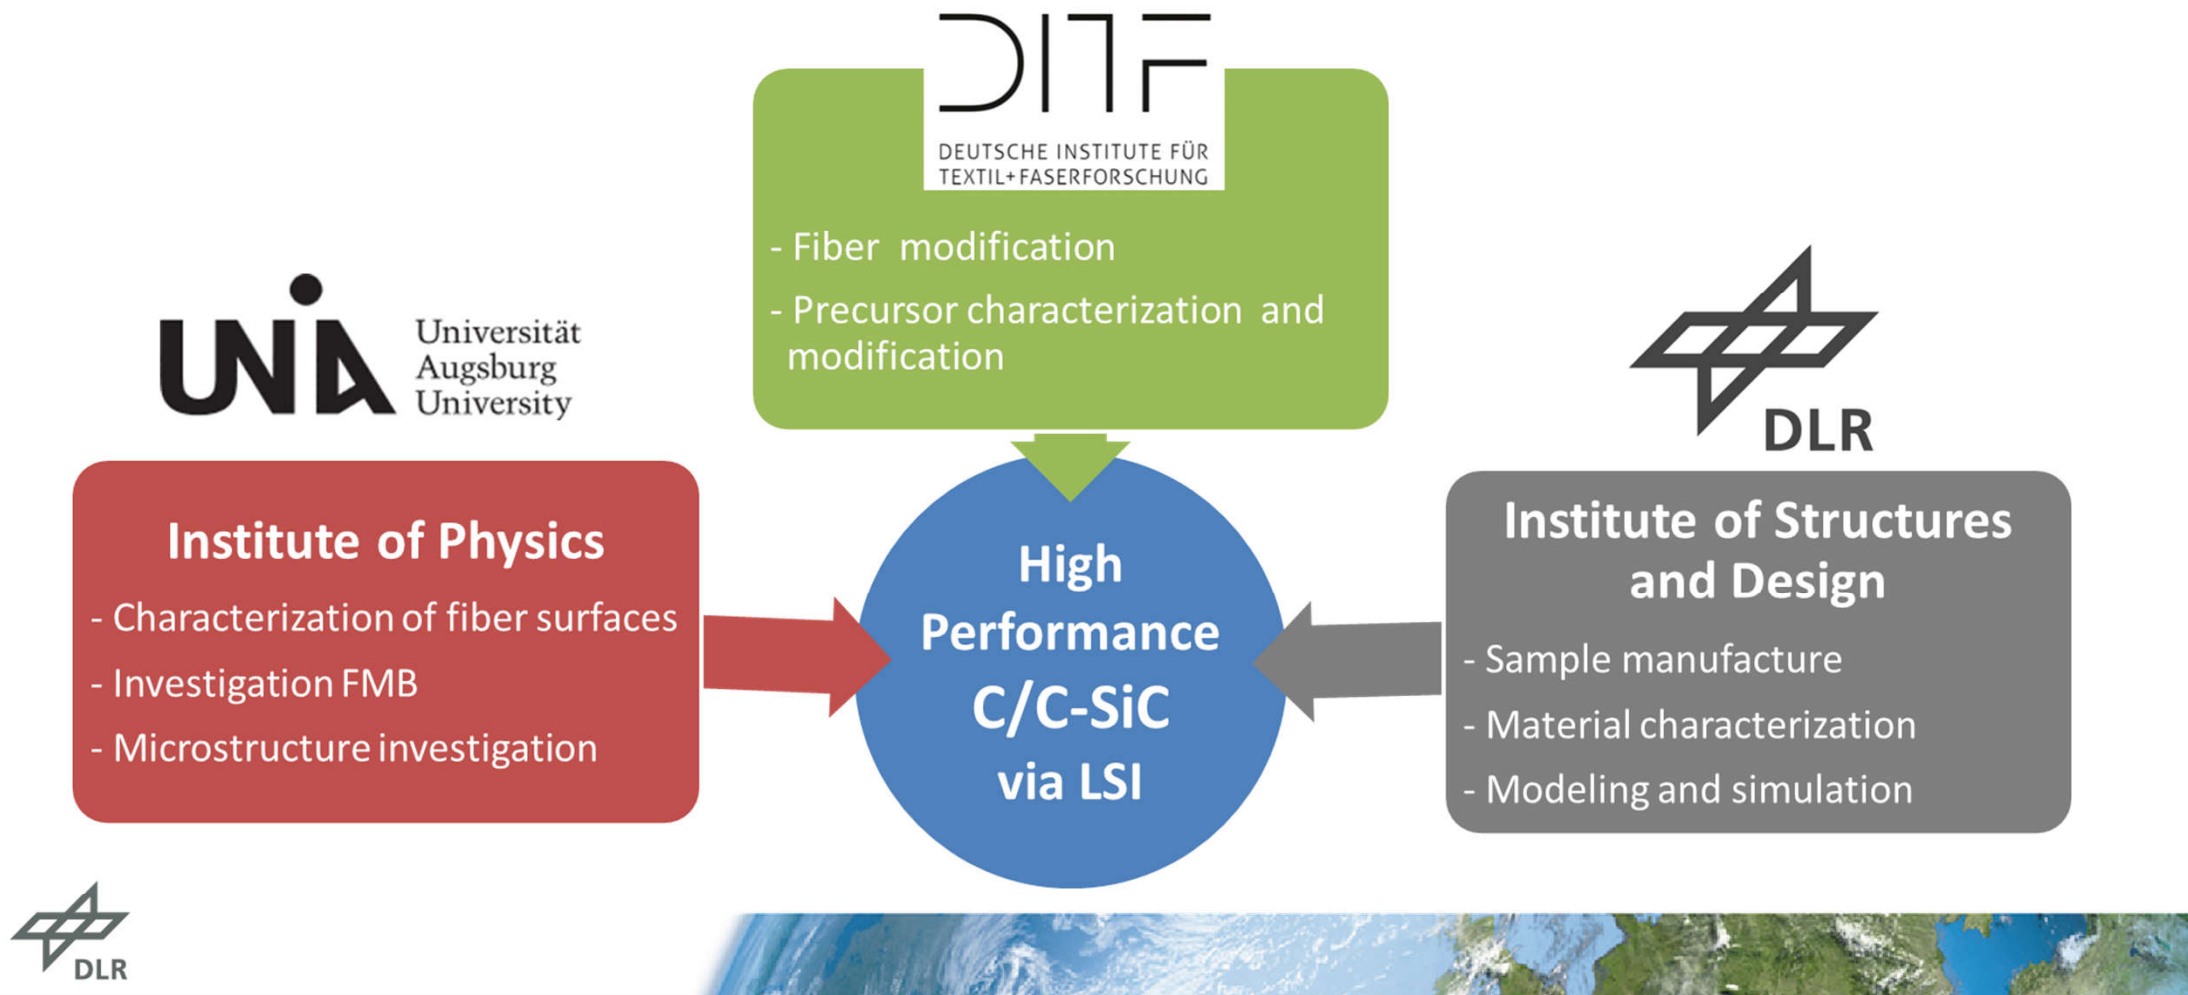 DITF
DEUTSCHE INSTITUTE FÜR
TEXTIL+FASERFORSCHUNG
- Fiber modification
- Precursor characterization and
modification
UNIA
Universität
Augsburg
University
Institute of Physics
- Characterization of fiber surfaces
- Investigation FMB
- Microstructure investigation
High
Performance
C/C-SiC
via LSI
DLR
Institute of Structures
and Design
- Sample manufacture
- Material characterization
- Modeling and simulation
DLR